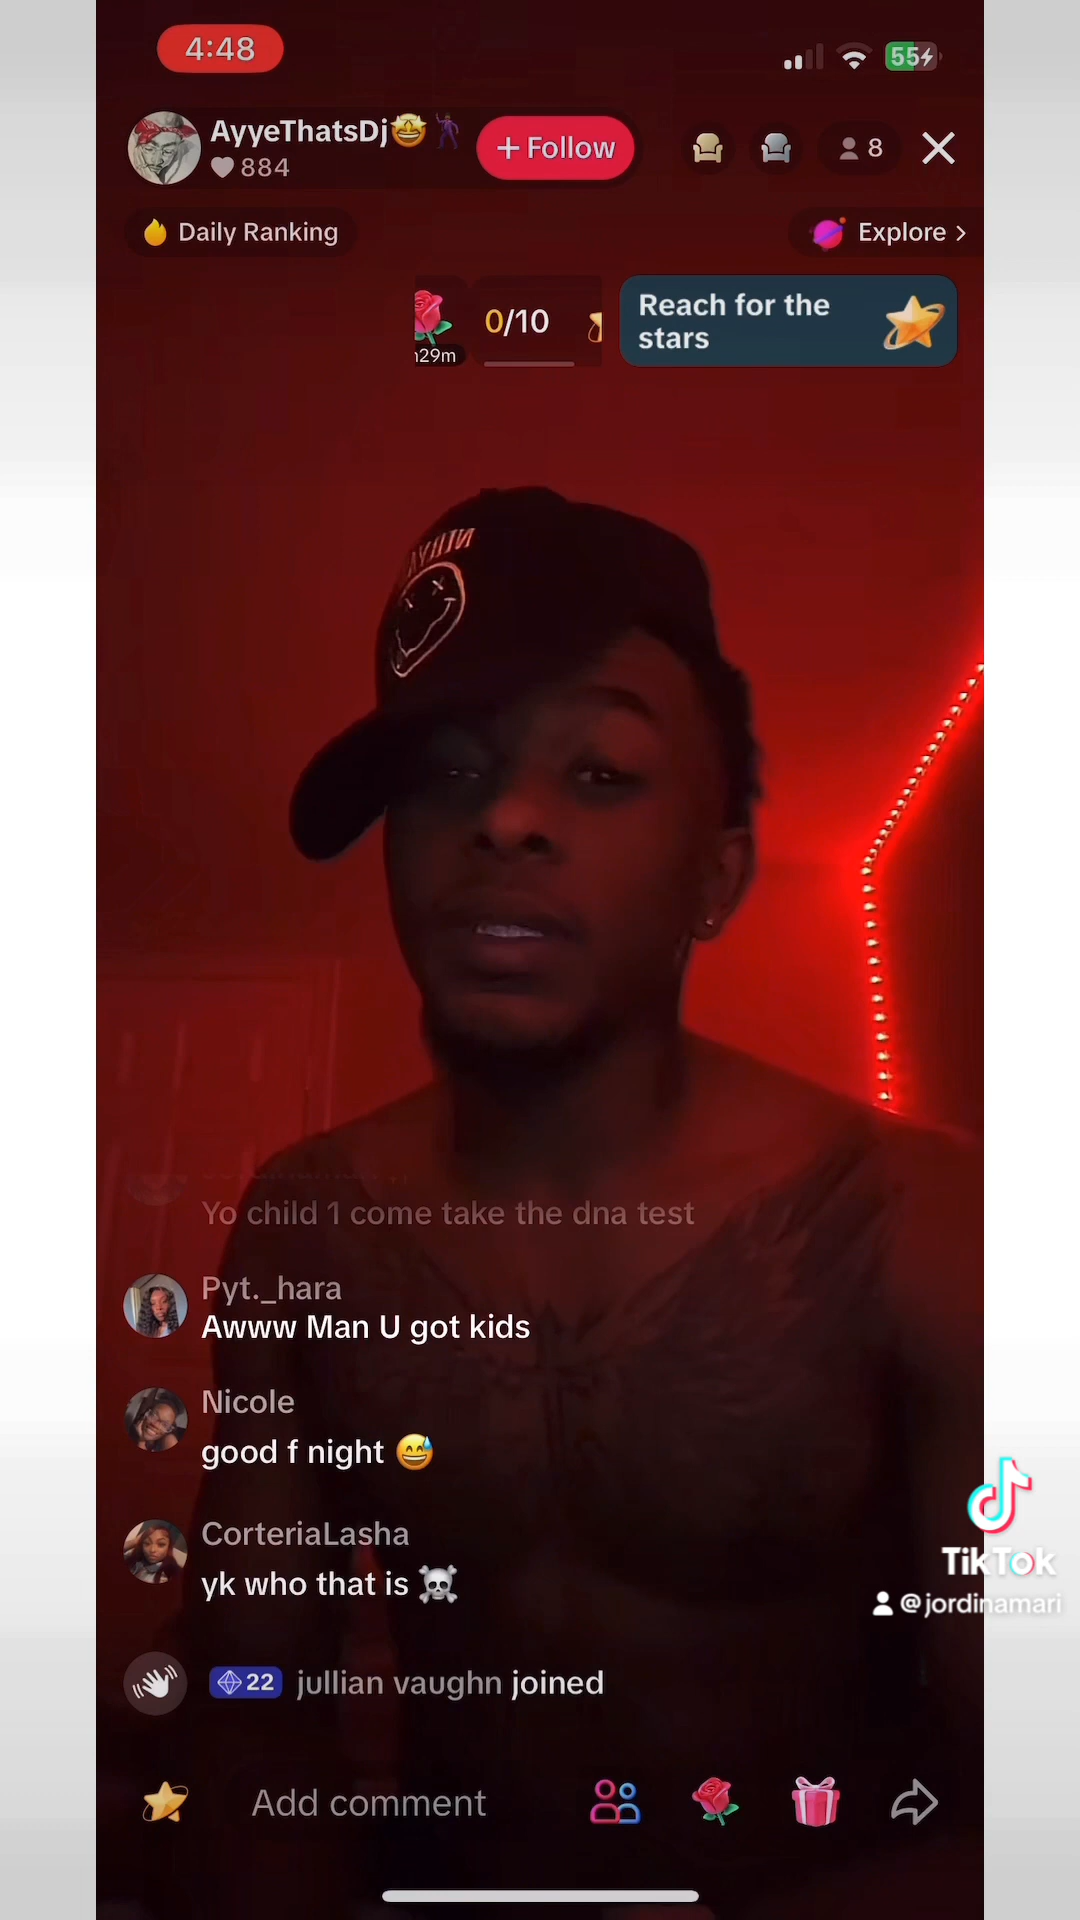 4:48
55
AyyeThatsDj🤩🕺
884
+ Follow
8
Daily Ranking
Explore >
0/10
Reach for the
stars
29m
Yo child 1 come take the dna test
Pyt._hara
Awww Man U got kids
Nicole
good f night 😅
CorteriaLasha
yk who that is ☠️
TikTok
@jordinamari
22 jullian vaughn joined
Add comment